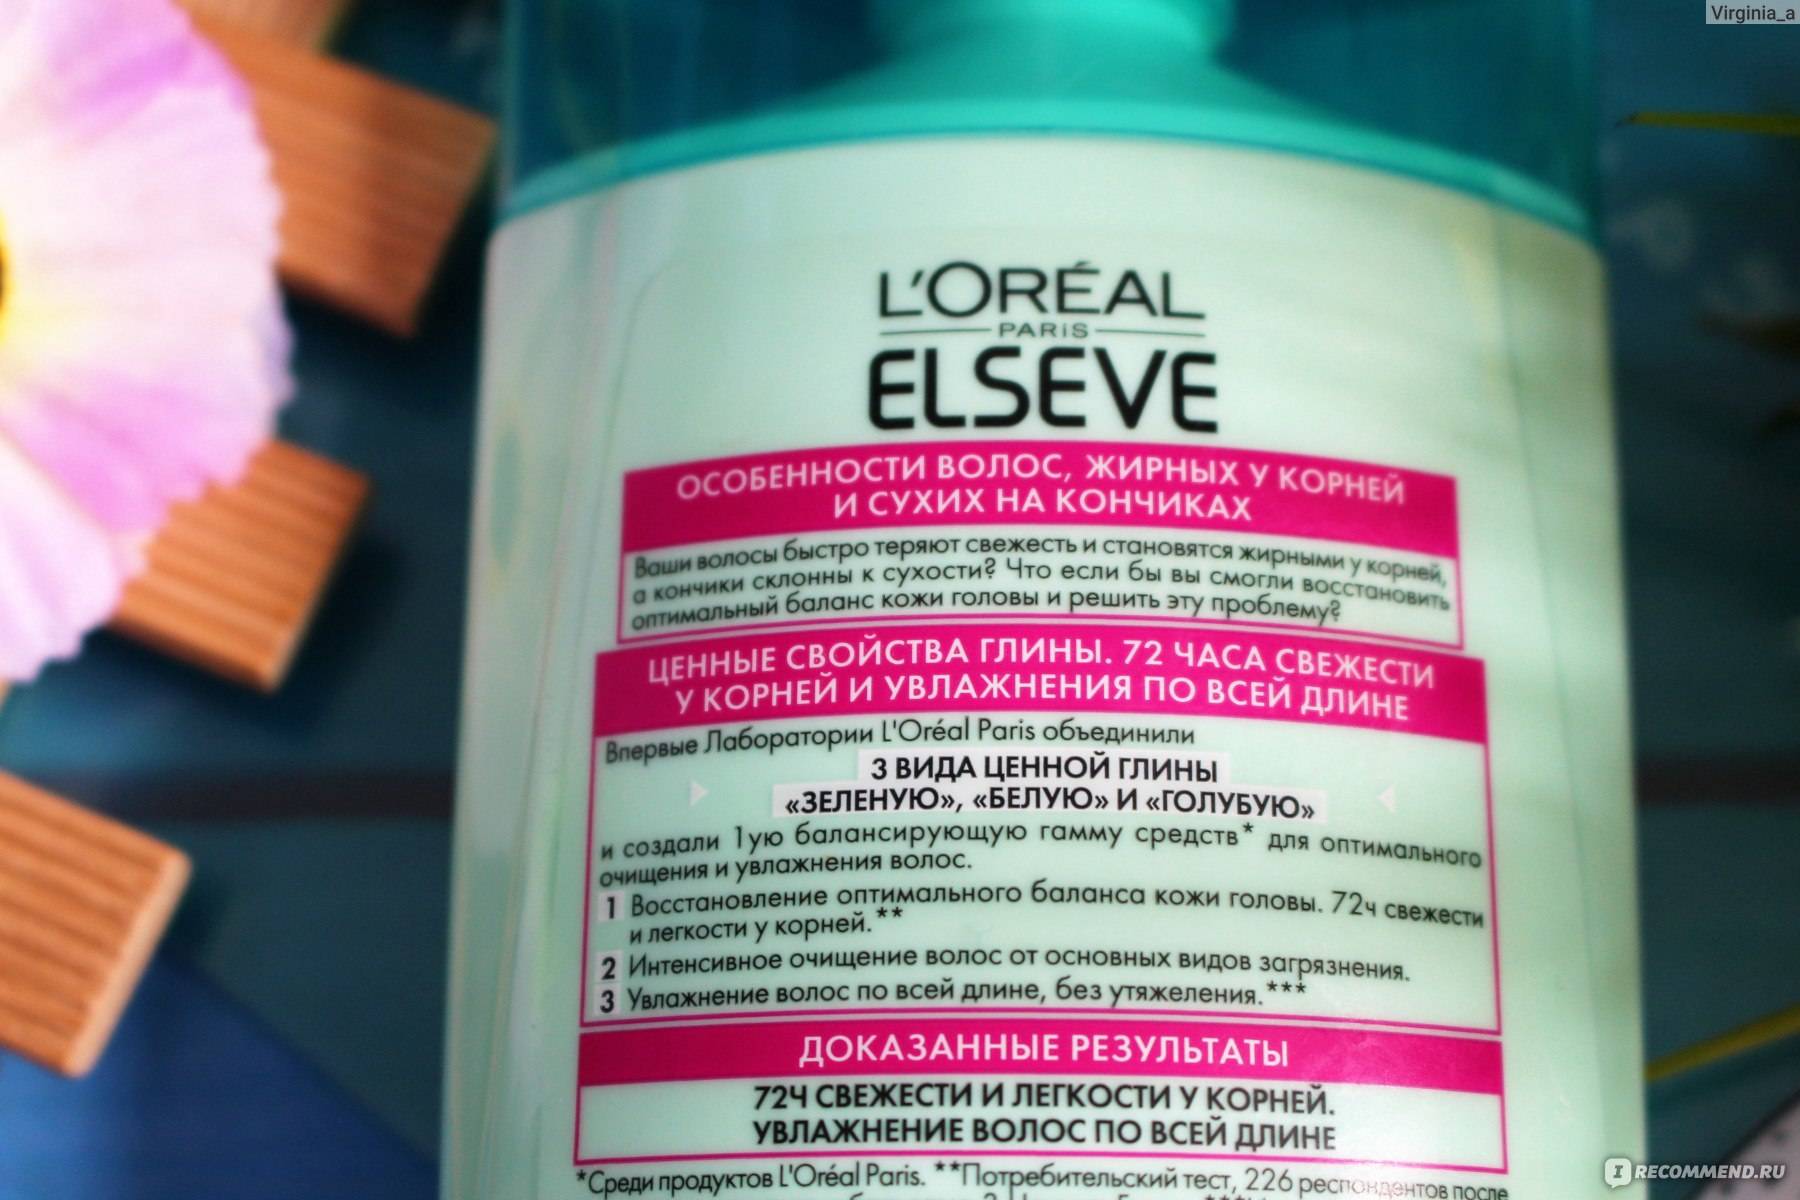 Virginia_a
L'ORÉAL
PARIS
ELSEVE
ОСОБЕННОСТИ ВОЛОС, ЖИРНЫХ У КОРНЕЙ
И СУХИХ НА КОНЧИКАХ
Ваши волосы быстро теряют свежесть и становятся жирными у корней,
а кончики склонны к сухости? Что если бы вы смогли восстановить
оптимальный баланс кожи головы и решить эту проблему?
ЦЕННЫЕ СВОЙСТВА ГЛИНЫ. 72 ЧАСА СВЕЖЕСТИ
У КОРНЕЙ И УВЛАЖНЕНИЯ ПО ВСЕЙ ДЛИНЕ
Впервые Лаборатории L'Oréal Paris объединили
3 ВИДА ЦЕННОЙ ГЛИНЫ
«ЗЕЛЕНУЮ», «БЕЛУЮ» И «ГОЛУБУЮ»
и создали 1ую балансирующую гамму средств* для оптимального
очищения и увлажнения волос.
1 Восстановление оптимального баланса кожи головы. 72ч свежести
и легкости у корней.**
2 Интенсивное очищение волос от основных видов загрязнения.
3 Увлажнение волос по всей длине, без утяжеления.***
ДОКАЗАННЫЕ РЕЗУЛЬТАТЫ
72Ч СВЕЖЕСТИ И ЛЕГКОСТИ У КОРНЕЙ.
УВЛАЖНЕНИЕ ВОЛОС ПО ВСЕЙ ДЛИНЕ
*Среди продуктов L'Oréal Paris. **Потребительский тест, 226 респондентов после
I RECOMMEND.RU